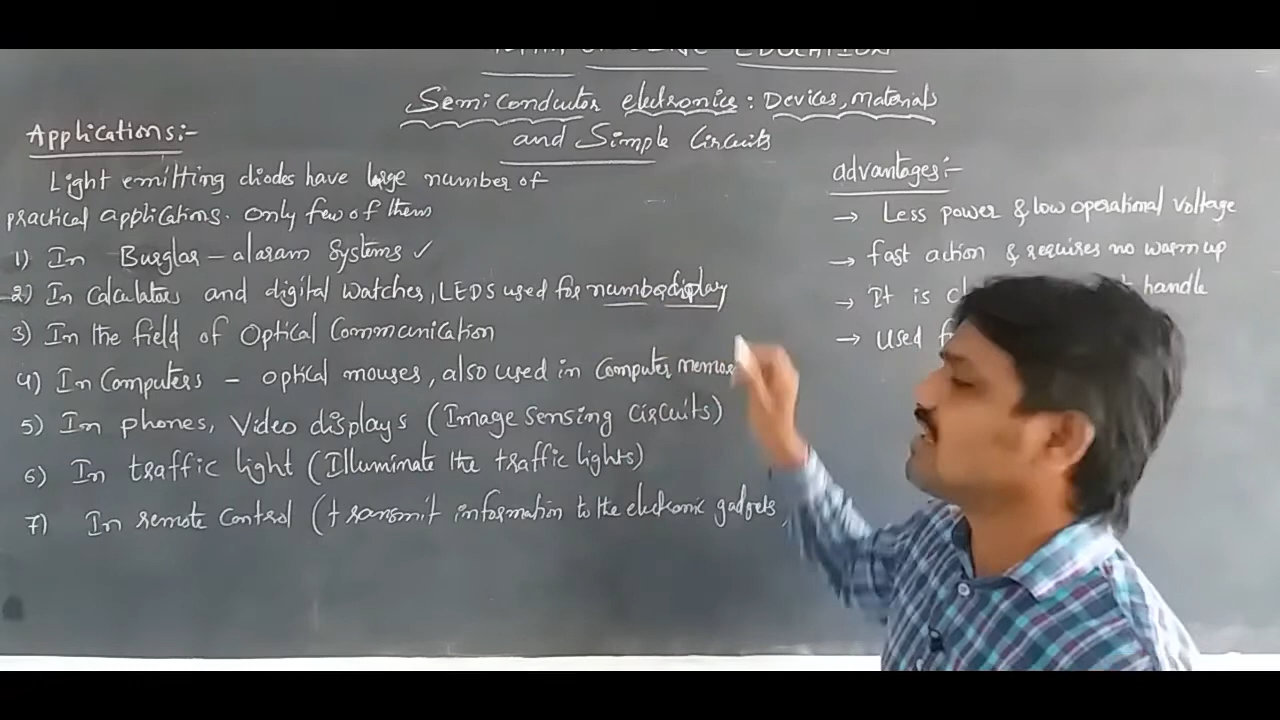 EDUCATION
Semiconductor electronics: Devices, materials
and Simple Circuits
Applications:-
Light emitting diodes have large number of
practical applications. Only few of them
1) In Burglar - alaram Systems ✓
2) In calculators and digital watches, LEDS used for number display
3) In the field of Optical Communication
4) In Computers - optical mouses, also used in computer
5) In phones, Video displays (Image sensing circuits)
6) In traffic light (Illuminate the traffic lights)
7) In remote control (transmit information to the electronic gadgets,
advantages:-
→ Less power & low operational voltage
→ fast action & requires no warm up
→ It is handle
→ Used